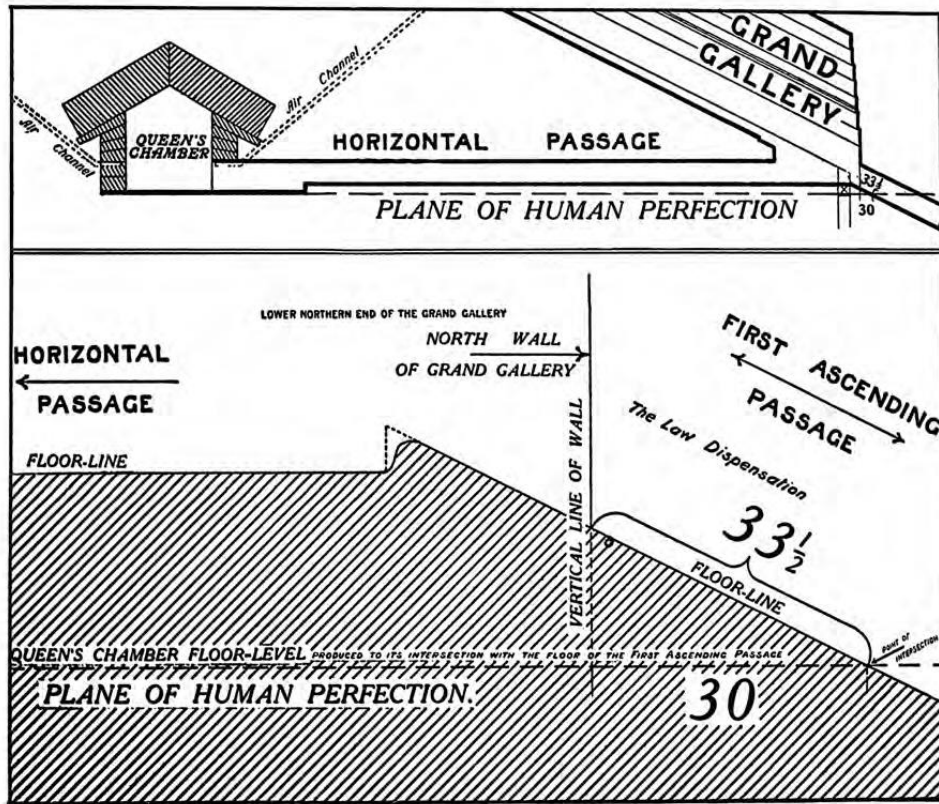 GRAND
GALLERY
Air
Channel
Air
Channel
QUEEN'S
CHAMBER
HORIZONTAL PASSAGE
33½
30
PLANE OF HUMAN PERFECTION
LOWER NORTHERN END OF THE GRAND GALLERY
NORTH WALL
OF GRAND GALLERY
HORIZONTAL
PASSAGE
FIRST ASCENDING
PASSAGE
The Law Dispensation
FLOOR-LINE
VERTICAL LINE OF WALL
33½
FLOOR-LINE
POINT OF
INTERSECTION
QUEEN'S CHAMBER FLOOR-LEVEL PRODUCED TO ITS INTERSECTION WITH THE FLOOR OF THE FIRST ASCENDING PASSAGE
PLANE OF HUMAN PERFECTION.
30